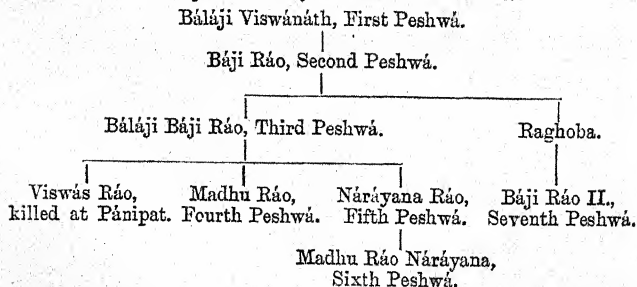 Báláji Viswánáth, First Peshwá.
Báji Ráo, Second Peshwá.
Báláji Báji Ráo, Third Peshwá. Raghoba.
Viswás Ráo, Madhu Ráo, Náráyana Ráo, Báji Ráo II.,
killed at Pánipat. Fourth Peshwá. Fifth Peshwá. Seventh Peshwá.
Madhu Ráo Náráyana,
Sixth Peshwá.